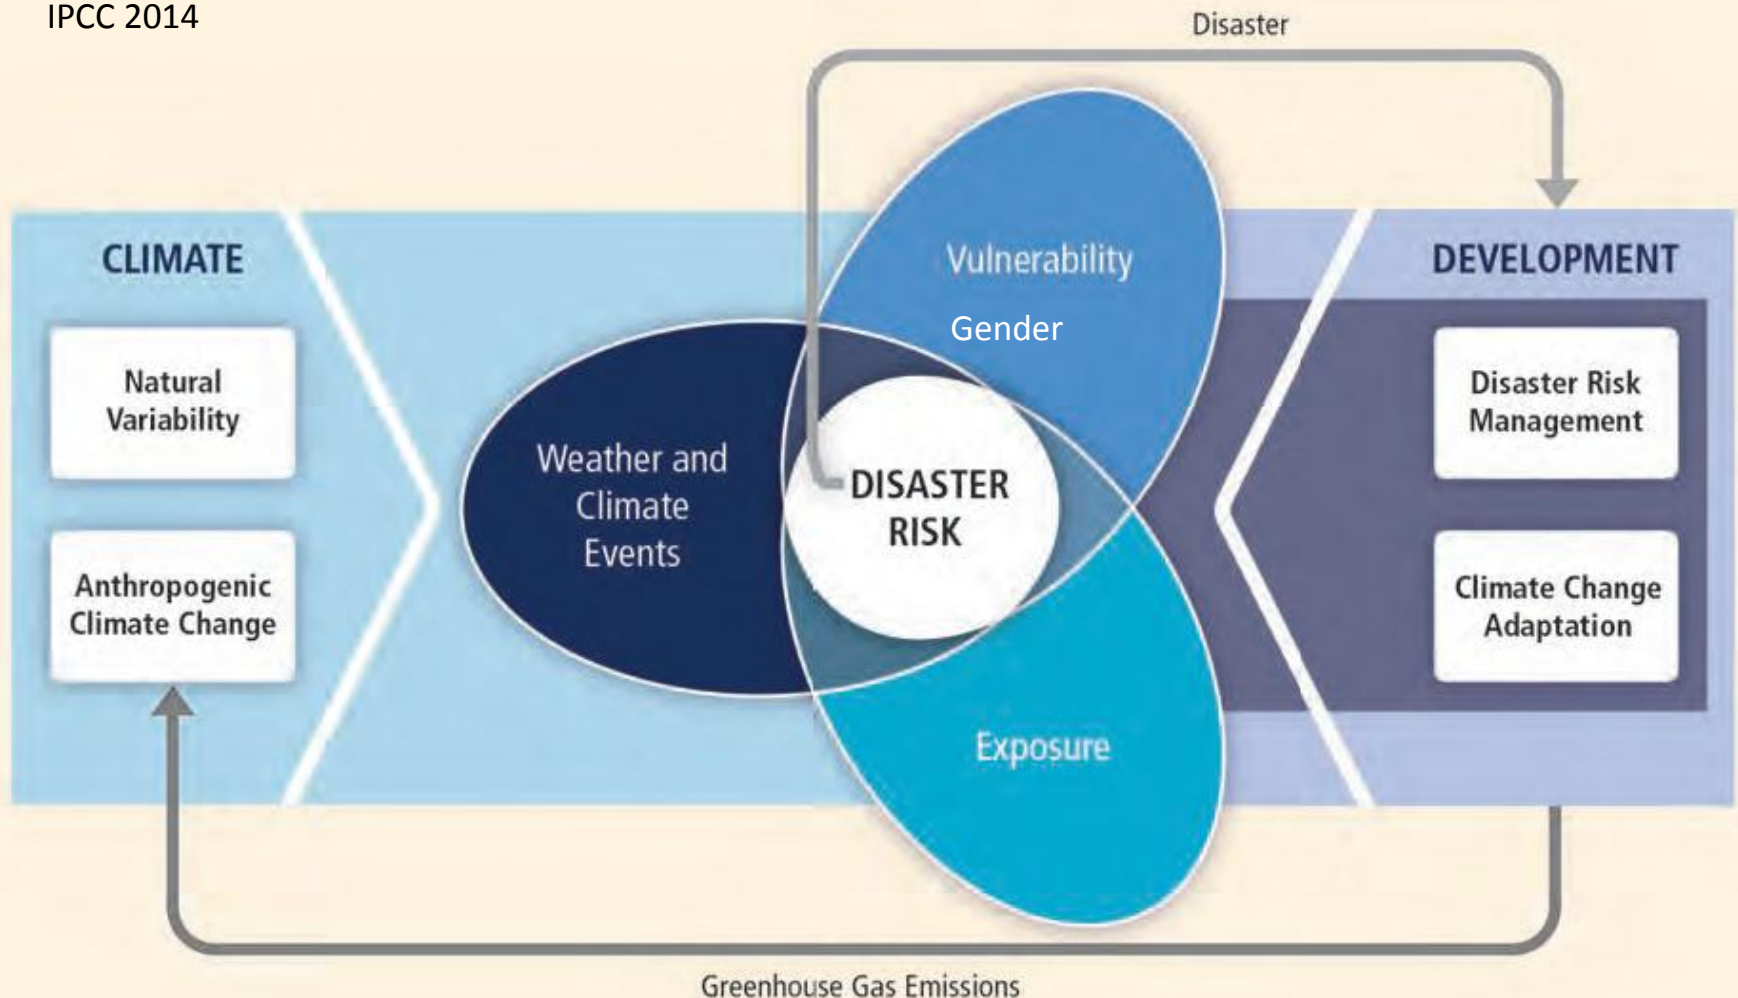 IPCC 2014
Disaster
CLIMATE
Natural
Variability
Anthropogenic
Climate Change
Weather and
Climate
Events
Vulnerability
Gender
DISASTER
RISK
Exposure
DEVELOPMENT
Disaster Risk
Management
Climate Change
Adaptation
Greenhouse Gas Emissions